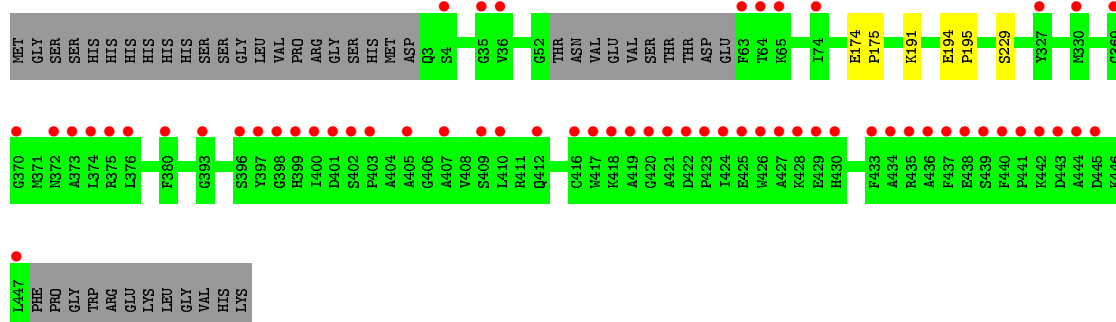 MET GLY SER SER HIS HIS HIS HIS HIS HIS SER SER GLY LEU VAL PRO ARG GLY SER HIS MET ASP Q3 S4 G35 V36 G52 THR ASN VAL GLU VAL SER THR THR ASP GLU F63 T64 K65 I74 E174 P175 K191 E194 P195 S229 Y327 M330 G369
G370 M371 N372 A373 L374 R375 L376 F380 G393 S396 Y397 G398 H399 I400 D401 S402 P403 A404 A405 G406 A407 V408 S409 L410 R411 Q412 C416 W417 K418 A419 G420 A421 D422 P423 I424 E425 W426 A427 K428 E429 H430 F433 A434 R435 A436 F437 E438 S439 F440 P441 K442 D443 A444 D445 K446
L447 PHE PRO GLY TRP ARG GLU LYS LEU GLY VAL HIS LYS